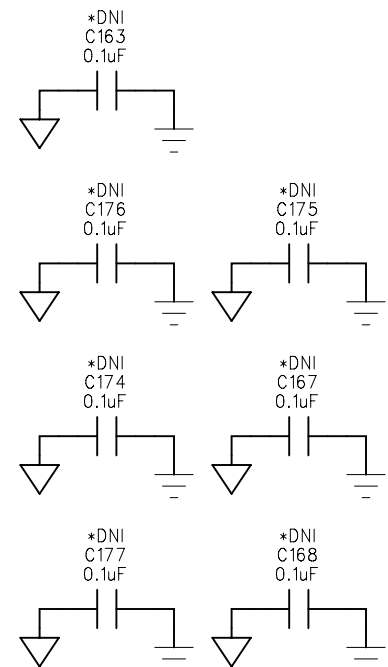 *DNI
C163
0.1uF
*DNI
C176
0.1uF
*DNI
C175
0.1uF
*DNI
C174
0.1uF
*DNI
C167
0.1uF
*DNI
C177
0.1uF
*DNI
C168
0.1uF